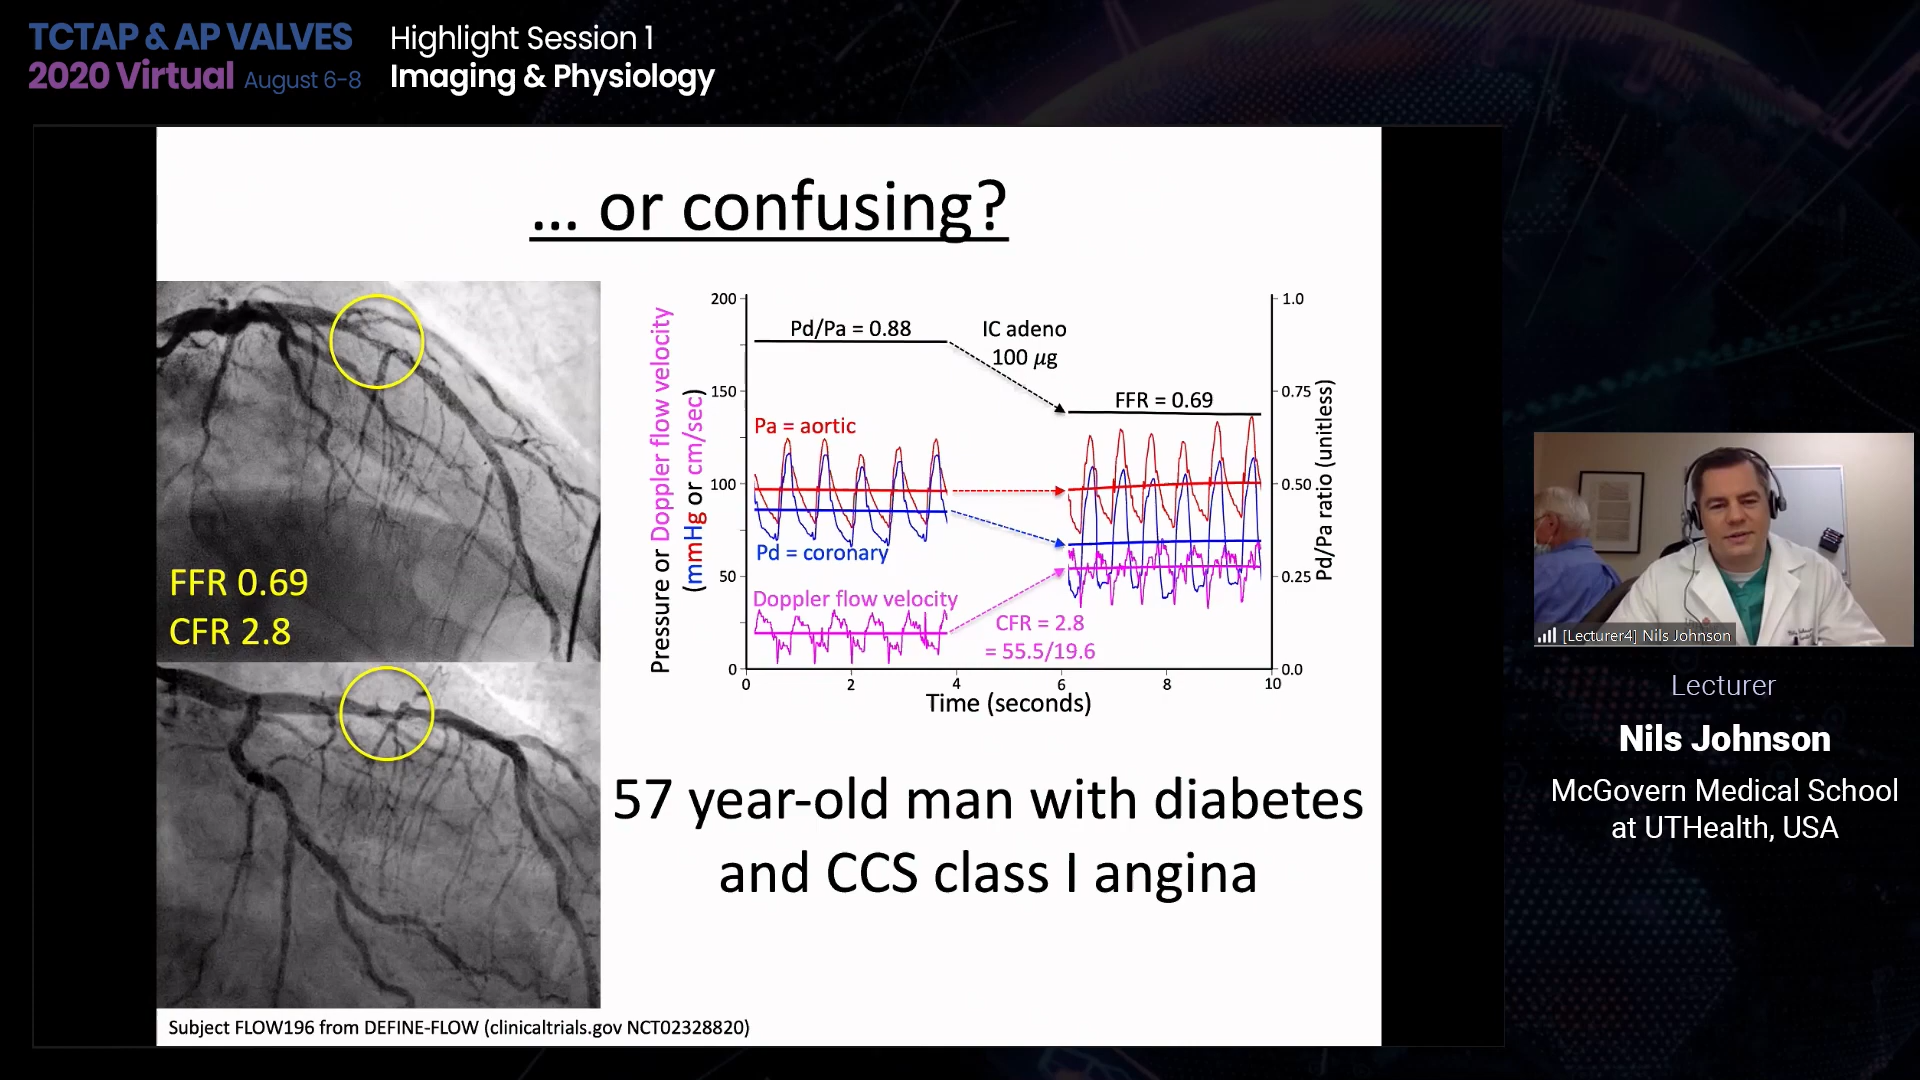 TCTAP & AP VALVES
2020 Virtual August 6-8
Highlight Session 1
Imaging & Physiology
... or confusing?
FFR 0.69
CFR 2.8
Pressure or Doppler flow velocity
(mmHg or cm/sec)
200
150
100
50
0
Pd/Pa = 0.88
IC adeno
100 µg
FFR = 0.69
Pa = aortic
Pd = coronary
Doppler flow velocity
CFR = 2.8
= 55.5/19.6
1.0
0.75
0.50
0.25
0.0
Pd/Pa ratio (unitless)
0 2 4 6 8 10
Time (seconds)
57 year-old man with diabetes
and CCS class I angina
Subject FLOW196 from DEFINE-FLOW (clinicaltrials.gov NCT02328820)
[Lecturer4] Nils Johnson
Lecturer
Nils Johnson
McGovern Medical School
at UTHealth, USA